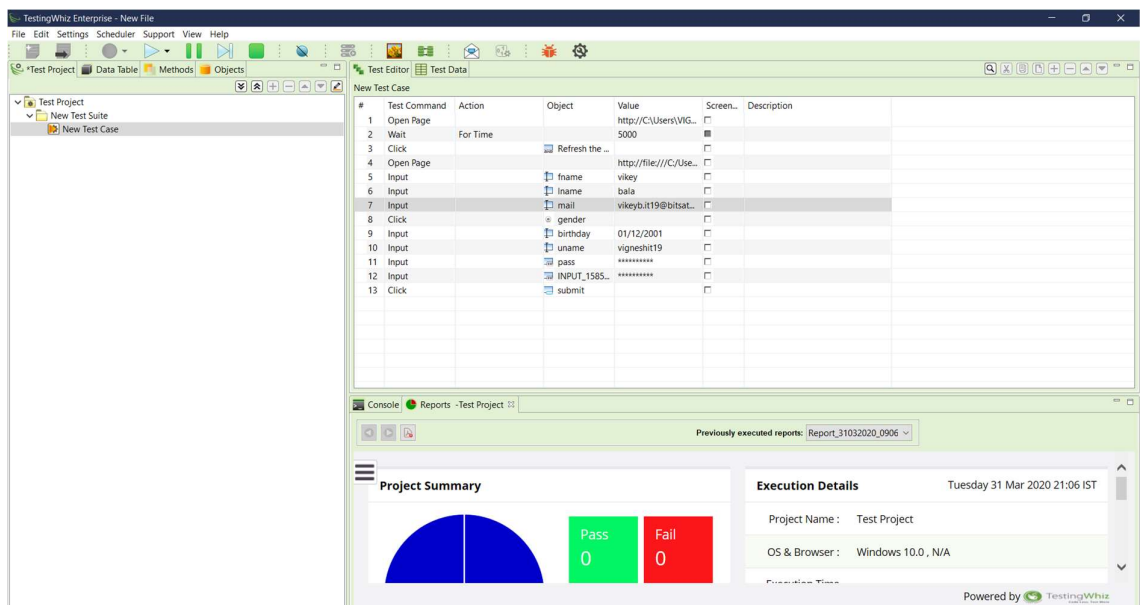 TestingWhiz Enterprise - New File
File Edit Settings Scheduler Support View Help
*Test Project Data Table Methods Objects
Test Project
New Test Suite
New Test Case
Test Editor Test Data
New Test Case
# Test Command Action Object Value Screen... Description
1 Open Page http://C:\Users\VIG...
2 Wait For Time 5000
3 Click Refresh the ...
4 Open Page http://file:///C:/Use...
5 Input fname vikey
6 Input lname bala
7 Input mail vikeyb.it19@bitsat...
8 Click gender
9 Input birthday 01/12/2001
10 Input uname vigneshit19
11 Input pass **********
12 Input INPUT_1585... **********
13 Click submit
Console Reports -Test Project
Previously executed reports: Report_31032020_0906
Project Summary
Pass
0
Fail
0
Execution Details Tuesday 31 Mar 2020 21:06 IST
Project Name : Test Project
OS & Browser : Windows 10.0 , N/A
Execution Time
Powered by TestingWhiz